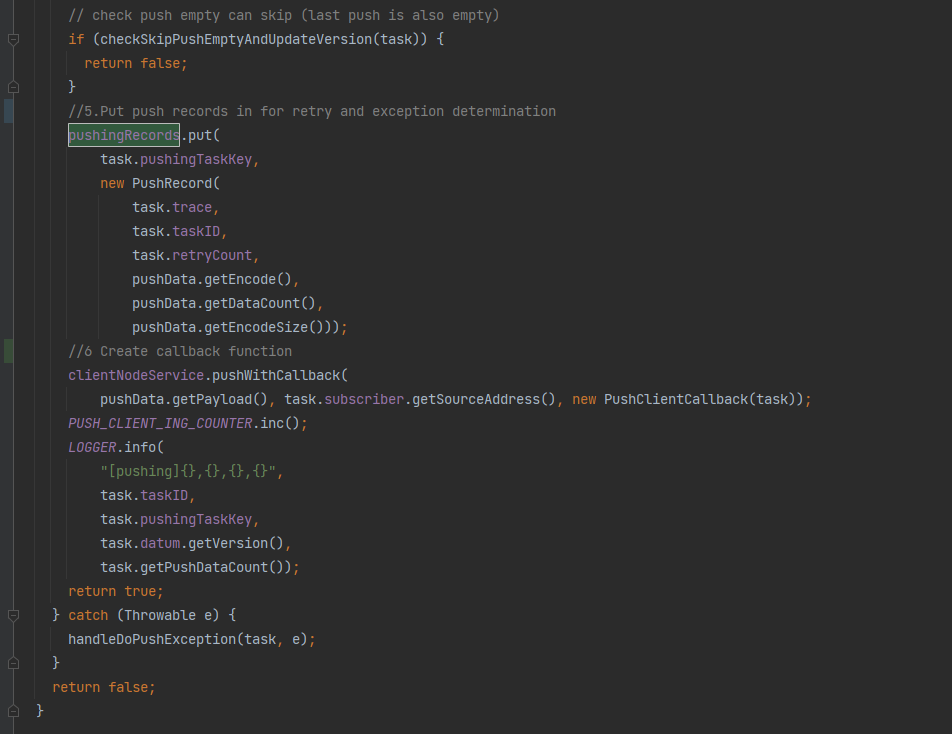 // check push empty can skip (last push is also empty)
if (checkSkipPushEmptyAndUpdateVersion(task)) {
return false;
}
//5.Put push records in for retry and exception determination
pushingRecords.put(
task.pushingTaskKey,
new PushRecord(
task.trace,
task.taskID,
task.retryCount,
pushData.getEncode(),
pushData.getDataCount(),
pushData.getEncodeSize()));
//6 Create callback function
clientNodeService.pushWithCallback(
pushData.getPayload(), task.subscriber.getSourceAddress(), new PushClientCallback(task));
PUSH_CLIENT_ING_COUNTER.inc();
LOGGER.info(
"[pushing]{},{},{},{}",
task.taskID,
task.pushingTaskKey,
task.datum.getVersion(),
task.getPushDataCount());
return true;
} catch (Throwable e) {
handleDoPushException(task, e);
}
return false;
}